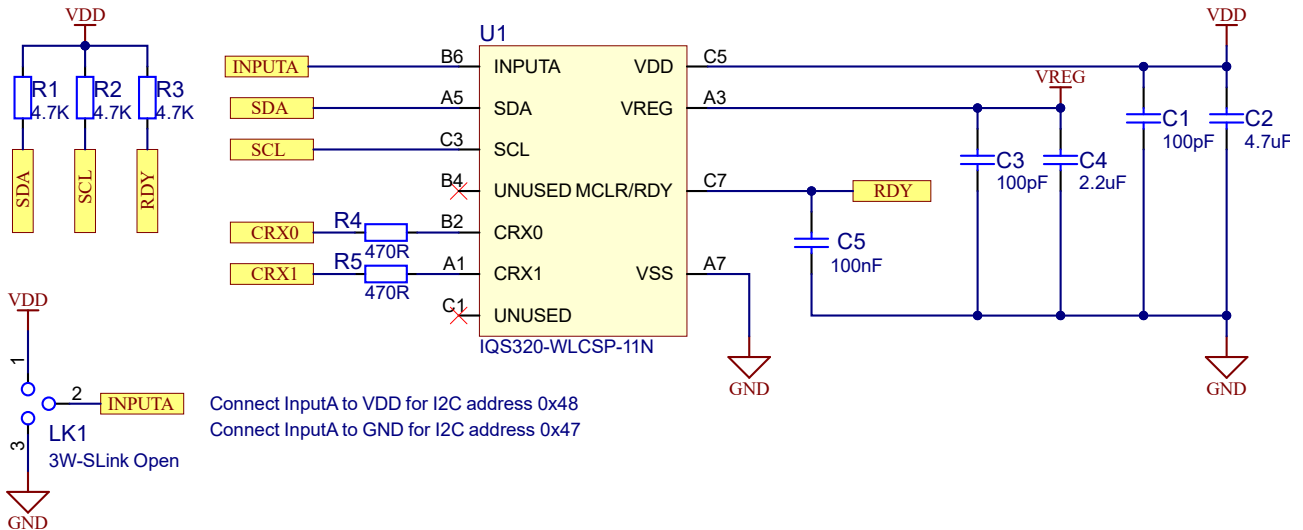 VDD
R1
4.7K
R2
4.7K
R3
4.7K
SDA
SCL
RDY
INPUTA
SDA
SCL
CRX0
CRX1
R4
470R
R5
470R
U1
B6
A5
C3
B4
B2
A1
C1
INPUTA
SDA
SCL
UNUSED
CRX0
CRX1
UNUSED
VDD
VREG
MCLR/RDY
VSS
C5
A3
C7
A7
IQS320-WLCSP-11N
GND
RDY
C5
100nF
VREG
C3
100pF
C4
2.2uF
VDD
C1
100pF
C2
4.7uF
GND
VDD
1
2
3
INPUTA
LK1
3W-SLink Open
GND
Connect InputA to VDD for I2C address 0x48
Connect InputA to GND for I2C address 0x47